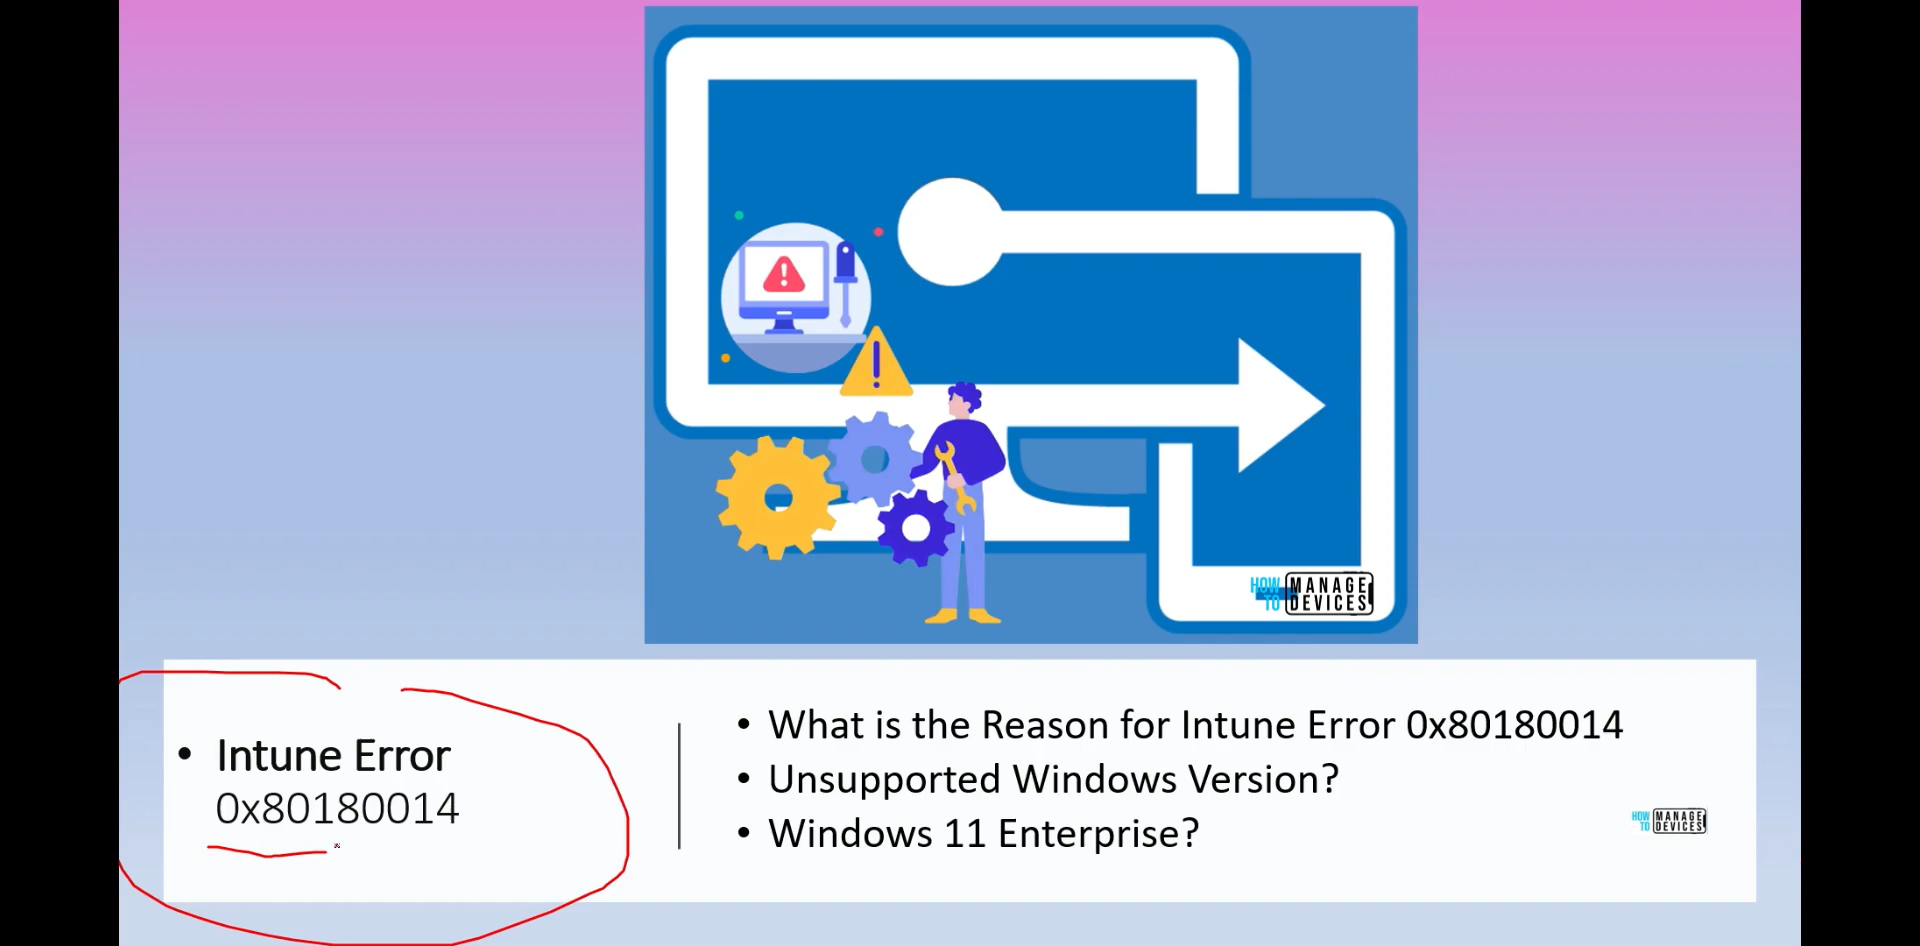 HOW TO MANAGE DEVICES
• Intune Error
0x80180014
• What is the Reason for Intune Error 0x80180014
• Unsupported Windows Version?
• Windows 11 Enterprise?
HOW TO MANAGE DEVICES